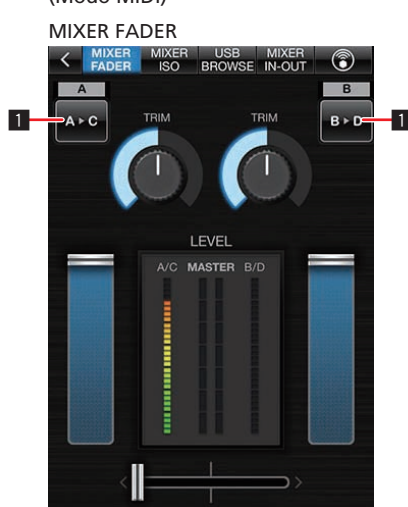 (Modo MIDI)
MIXER FADER
MIXER FADER MIXER ISO USB BROWSE MIXER IN-OUT
A B
1 A▸C TRIM TRIM B▸D 1
LEVEL
A/C MASTER B/D